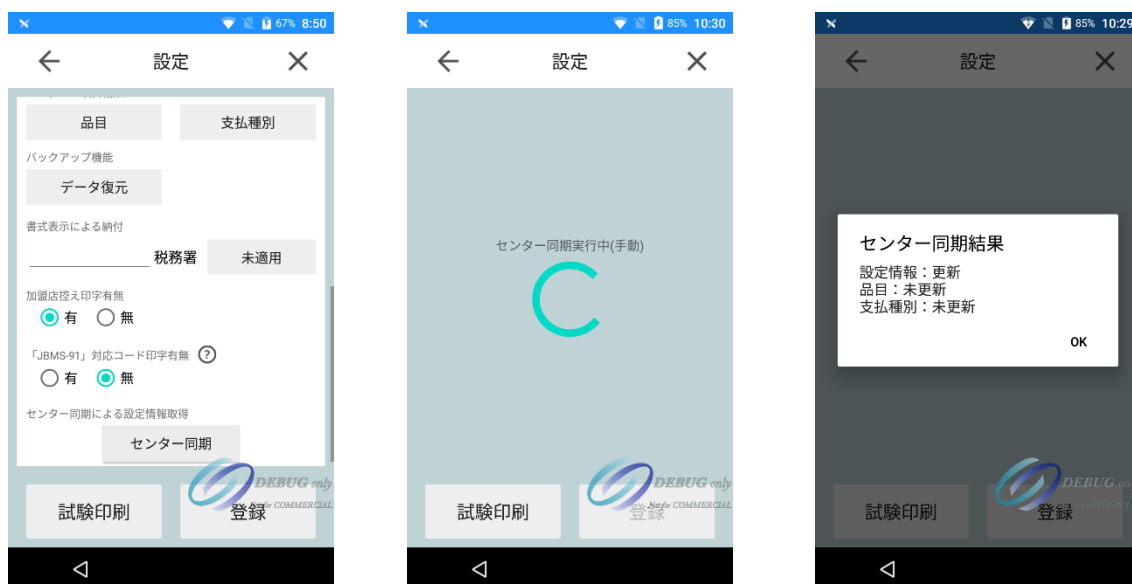 67% 8:50
設定
品目
支払種別
バックアップ機能
データ復元
書式表示による納付
税務署
未適用
加盟店控え印字有無
有
無
「JBMS-91」対応コード印字有無 ?
有
無
センター同期による設定情報取得
センター同期
DEBUG only
Not for COMMERCIAL
試験印刷
登録
85% 10:30
設定
センター同期実行中(手動)
DEBUG only
Not for COMMERCIAL
試験印刷
登録
85% 10:29
設定
センター同期結果
設定情報：更新
品目：未更新
支払種別：未更新
OK
DEBUG only
試験印刷
登録